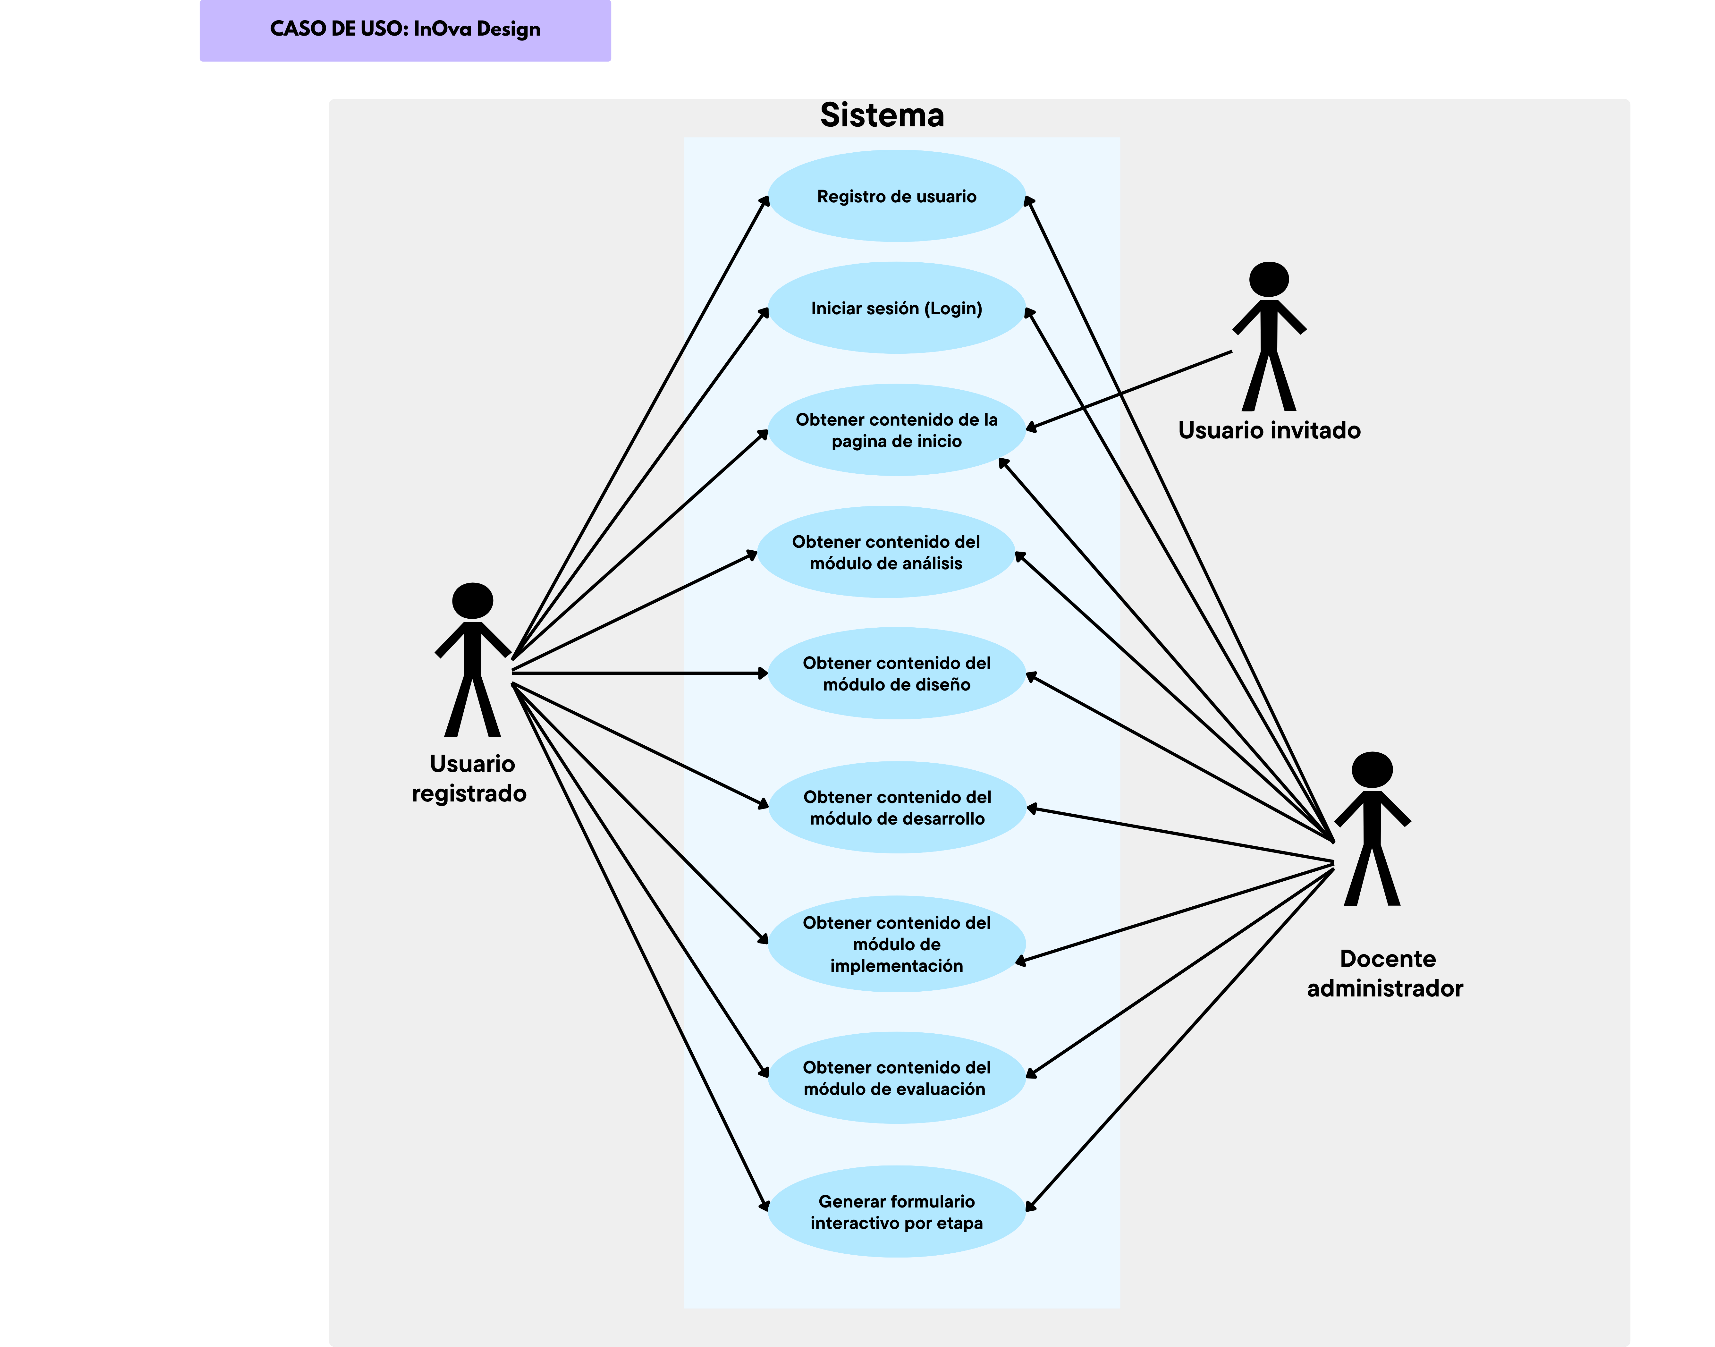 CASO DE USO: InOva Design
Sistema
Registro de usuario
Iniciar sesión (Login)
Obtener contenido de la
pagina de inicio
Usuario invitado
Obtener contenido del
módulo de análisis
Obtener contenido del
módulo de diseño
Usuario
registrado
Obtener contenido del
módulo de desarrollo
Obtener contenido del
módulo de
implementación
Docente
administrador
Obtener contenido del
módulo de evaluación
Generar formulario
interactivo por etapa